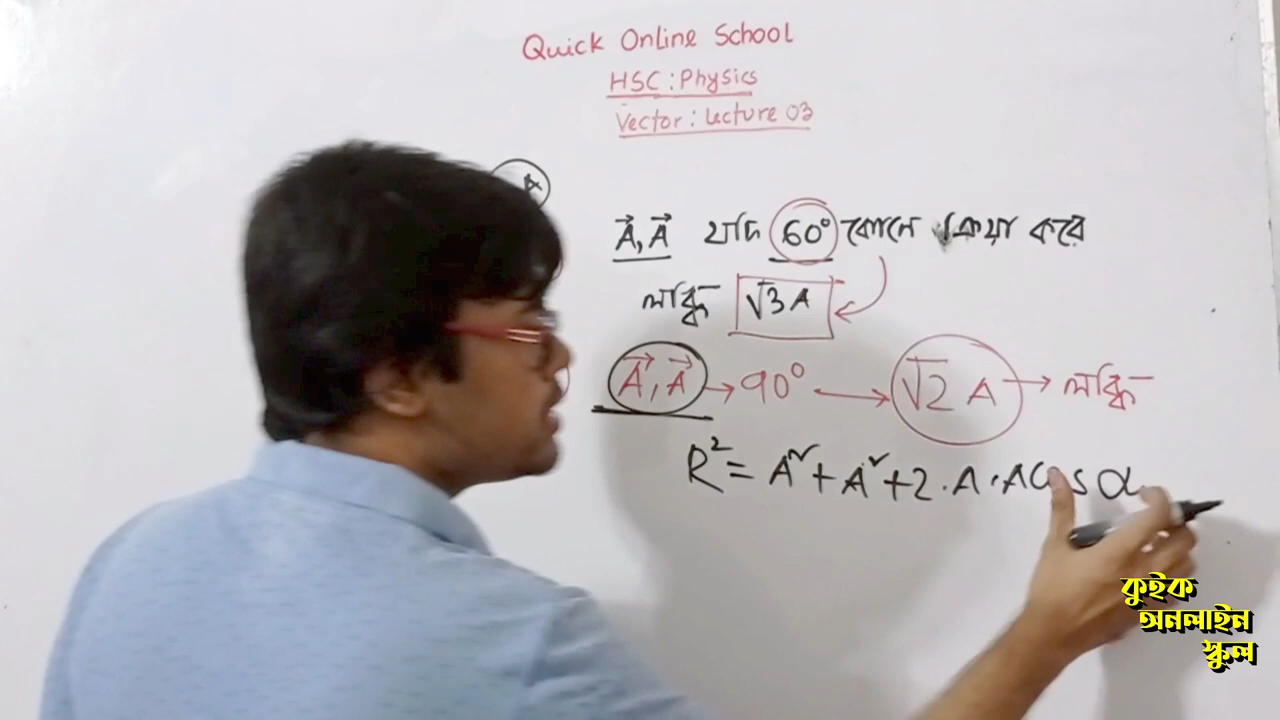 Quick Online School
HSC : Physics
Vector : Lecture 03
A
A⃗, A⃗ যদি 60° কোনে ক্রিয়া করে
লব্ধি √3 A
A⃗, A⃗ → 90° → √2 A → লব্ধি
R² = A² + A² + 2 · A · A cos α
কুইক
অনলাইন
স্কুল